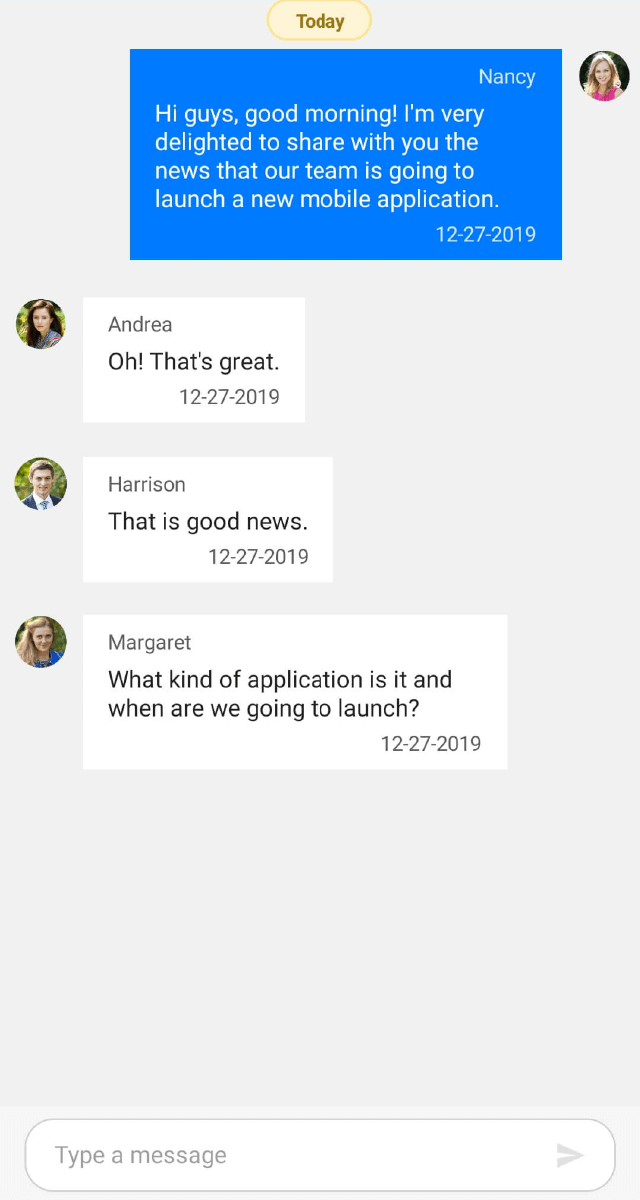 Today
Nancy
Hi guys, good morning! I'm very
delighted to share with you the
news that our team is going to
launch a new mobile application.
12-27-2019
Andrea
Oh! That's great.
12-27-2019
Harrison
That is good news.
12-27-2019
Margaret
What kind of application is it and
when are we going to launch?
12-27-2019
Type a message